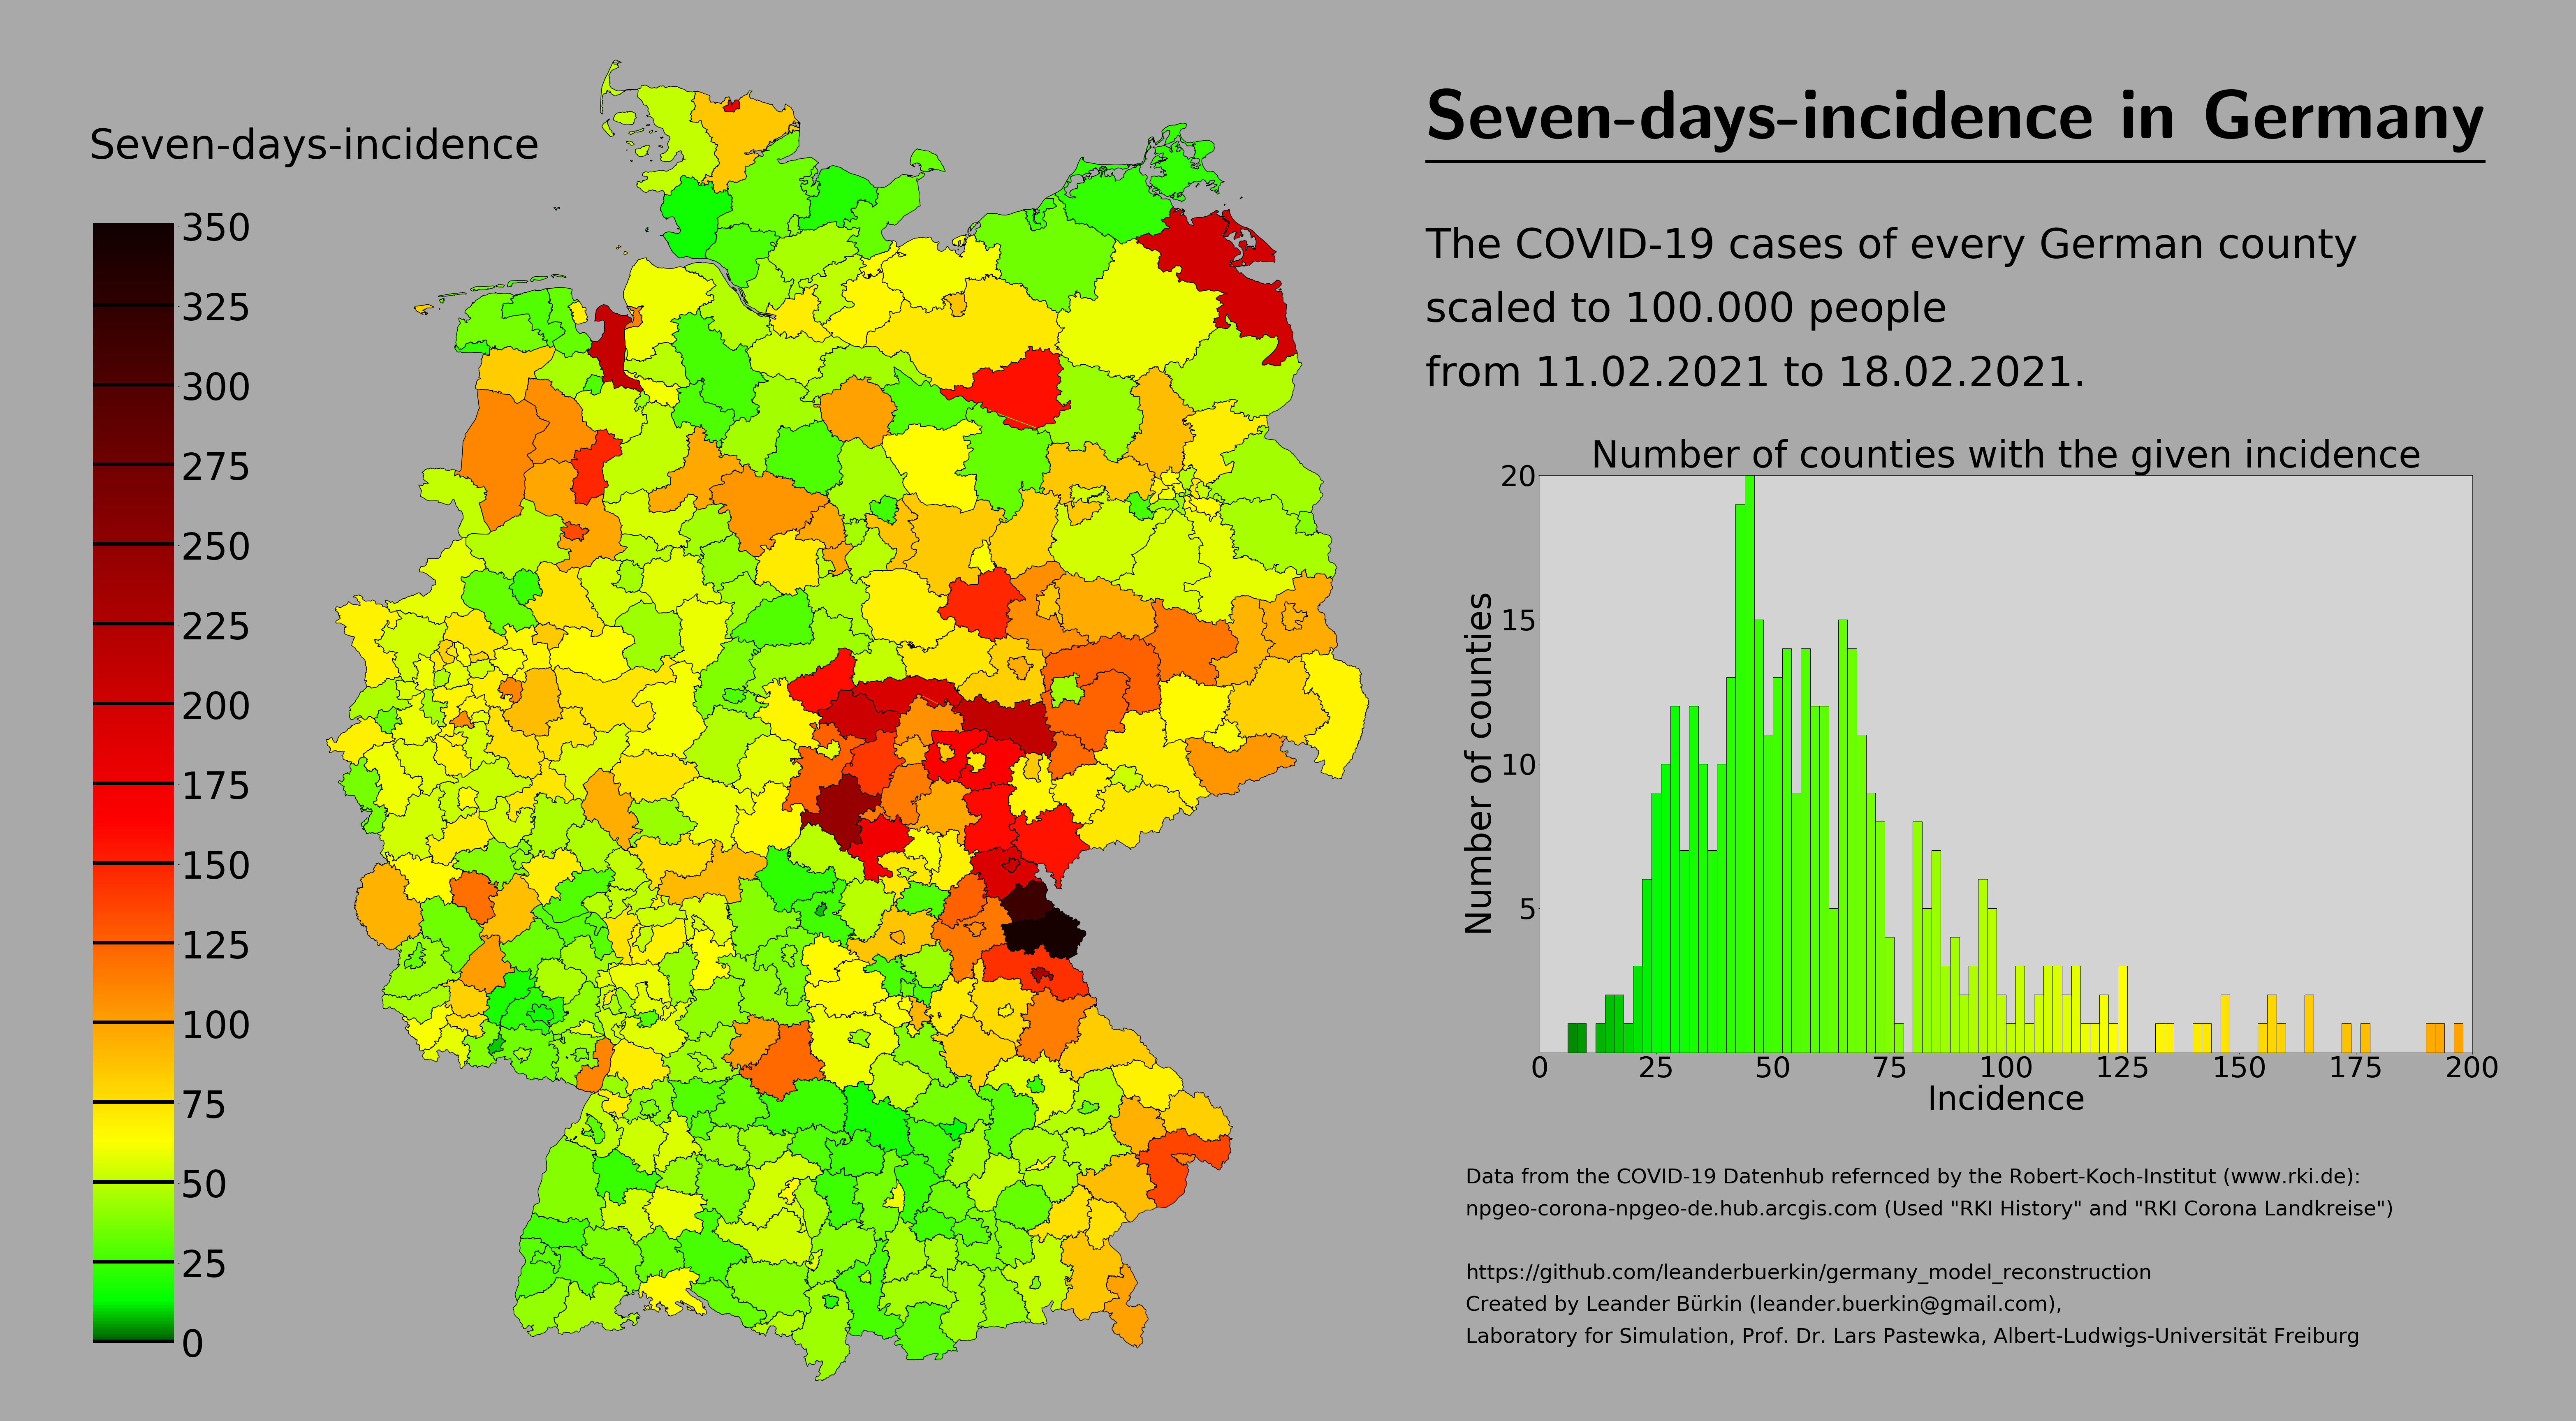 Seven-days-incidence in Germany
Seven-days-incidence
350
325
300
275
250
225
200
175
150
125
100
75
50
25
0
The COVID-19 cases of every German county
scaled to 100.000 people
from 11.02.2021 to 18.02.2021.
Number of counties with the given incidence
Number of counties
20
15
10
5
0 25 50 75 100 125 150 175 200
Incidence
Data from the COVID-19 Datenhub refernced by the Robert-Koch-Institut (www.rki.de):
npgeo-corona-npgeo-de.hub.arcgis.com (Used "RKI History" and "RKI Corona Landkreise")
https://github.com/leanderbuerkin/germany_model_reconstruction
Created by Leander Bürkin (leander.buerkin@gmail.com),
Laboratory for Simulation, Prof. Dr. Lars Pastewka, Albert-Ludwigs-Universität Freiburg